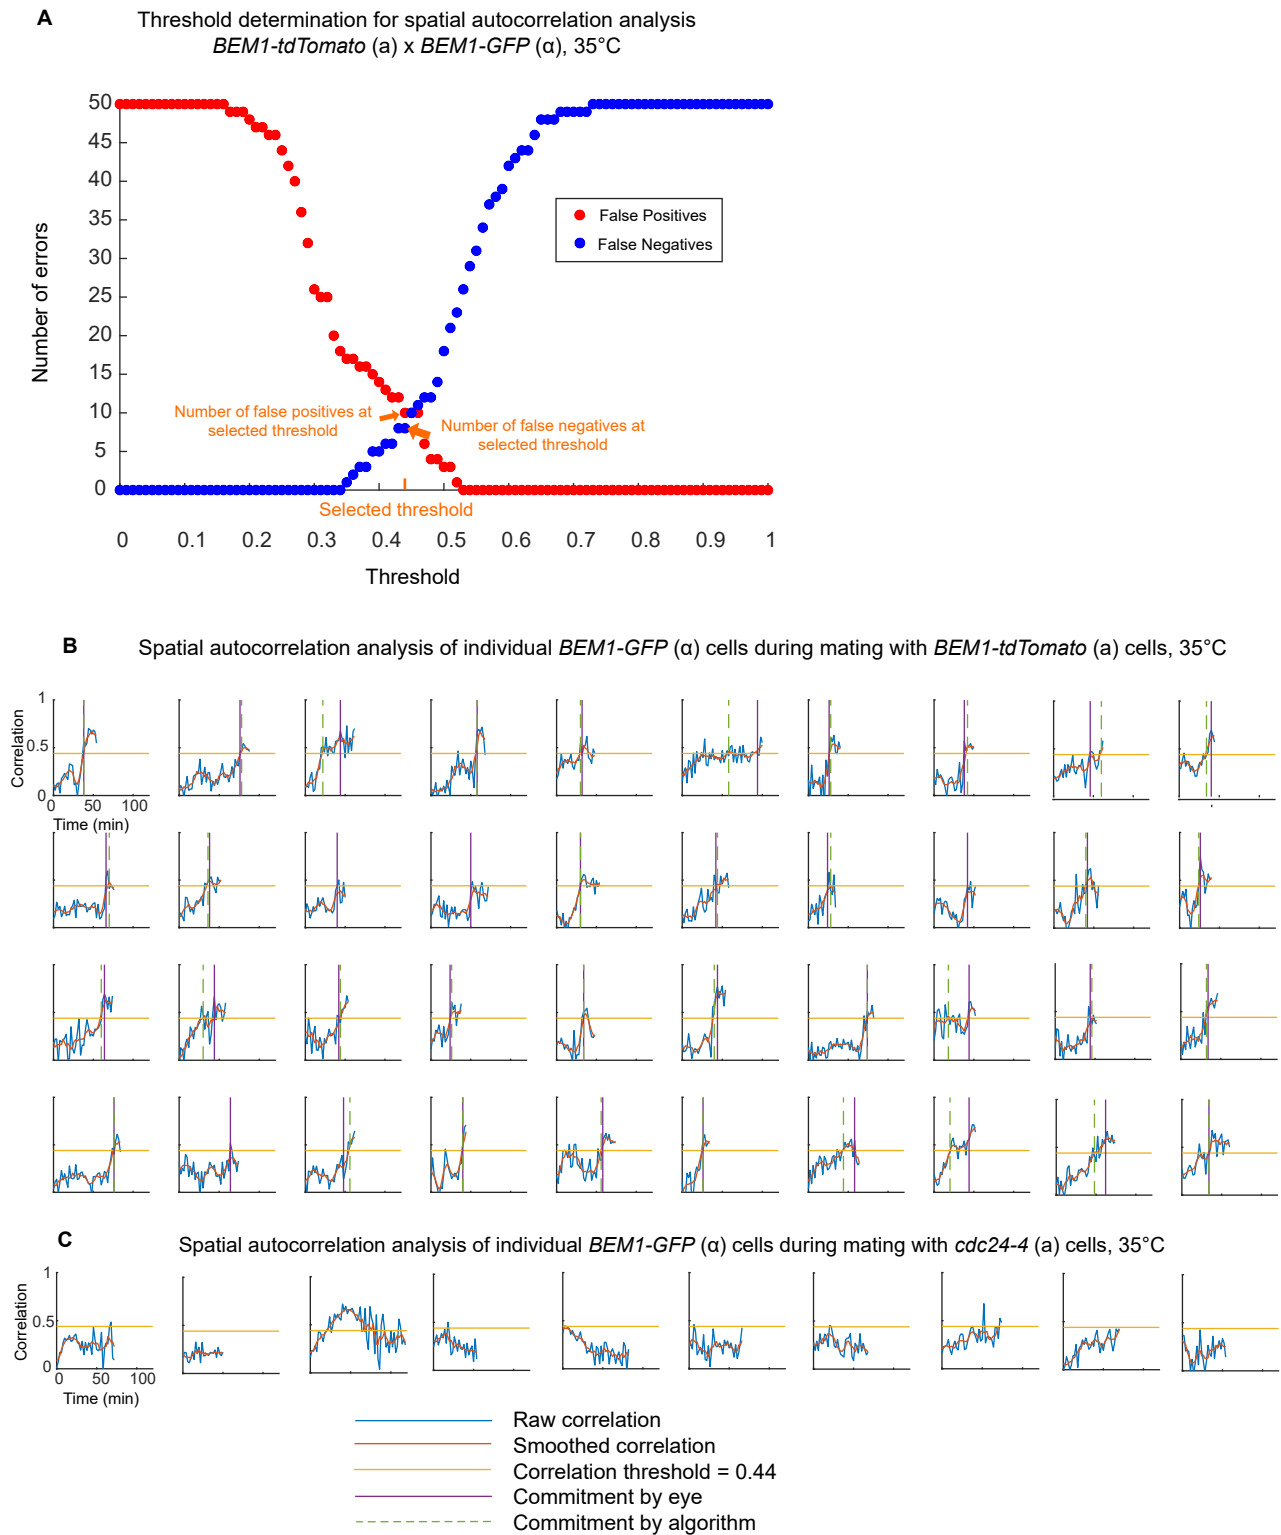 A
Threshold determination for spatial autocorrelation analysis
BEM1-tdTomato (a) x BEM1-GFP (α), 35°C
50
45
40
35
30
25
20
15
10
5
0
Number of errors
False Positives
False Negatives
Number of false positives at
selected threshold
Number of false negatives at
selected threshold
Selected threshold
0 0.1 0.2 0.3 0.4 0.5 0.6 0.7 0.8 0.9 1
Threshold
B
Spatial autocorrelation analysis of individual BEM1-GFP (α) cells during mating with BEM1-tdTomato (a) cells, 35°C
1
0.5
0
Correlation
0 50 100
Time (min)
C
Spatial autocorrelation analysis of individual BEM1-GFP (α) cells during mating with cdc24-4 (a) cells, 35°C
1
0.5
0
Correlation
0 50 100
Time (min)
Raw correlation
Smoothed correlation
Correlation threshold = 0.44
Commitment by eye
Commitment by algorithm